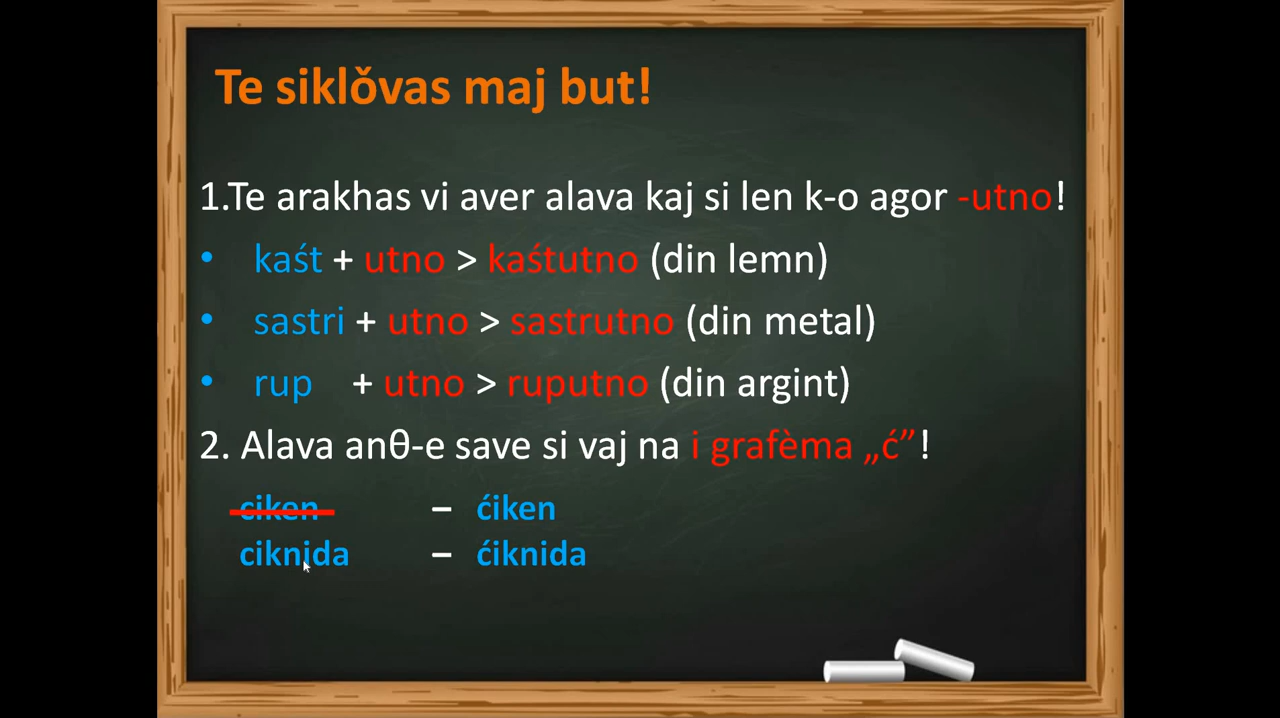 Te siklǒvas maj but!
1.Te arakhas vi aver alava kaj si len k-o agor -utno!
• kaśt + utno > kaśtutno (din lemn)
• sastri + utno > sastrutno (din metal)
• rup + utno > ruputno (din argint)
2. Alava anθ-e save si vaj na i grafèma „ć”!
ciken – ćiken
ciknida – ćiknida